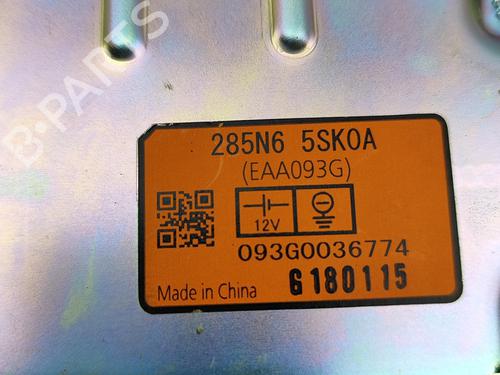 B-PARTS
285N6 5SK0A
(EAA093G)
12V
093G0036774
Made in China
G180115